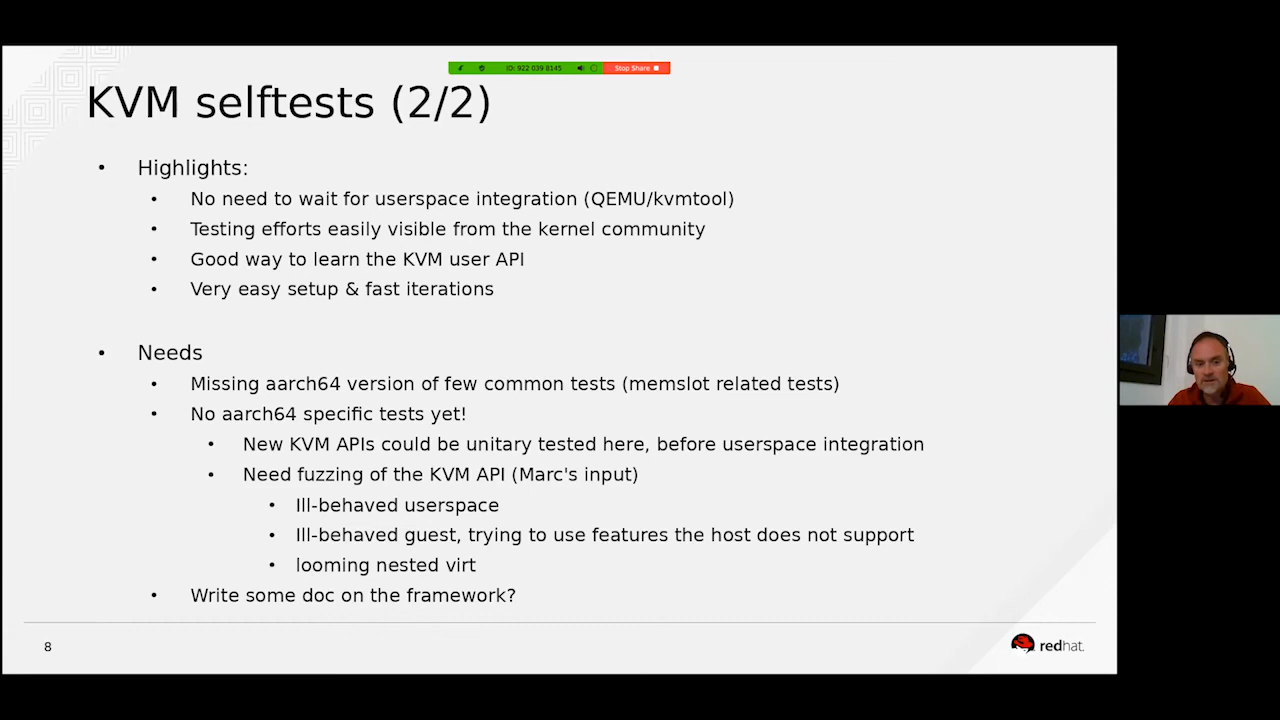 ID: 922 039 8145
Stop Share
KVM selftests (2/2)
• Highlights:
• No need to wait for userspace integration (QEMU/kvmtool)
• Testing efforts easily visible from the kernel community
• Good way to learn the KVM user API
• Very easy setup & fast iterations
• Needs
• Missing aarch64 version of few common tests (memslot related tests)
• No aarch64 specific tests yet!
• New KVM APIs could be unitary tested here, before userspace integration
• Need fuzzing of the KVM API (Marc's input)
• Ill-behaved userspace
• Ill-behaved guest, trying to use features the host does not support
• looming nested virt
• Write some doc on the framework?
8
redhat.